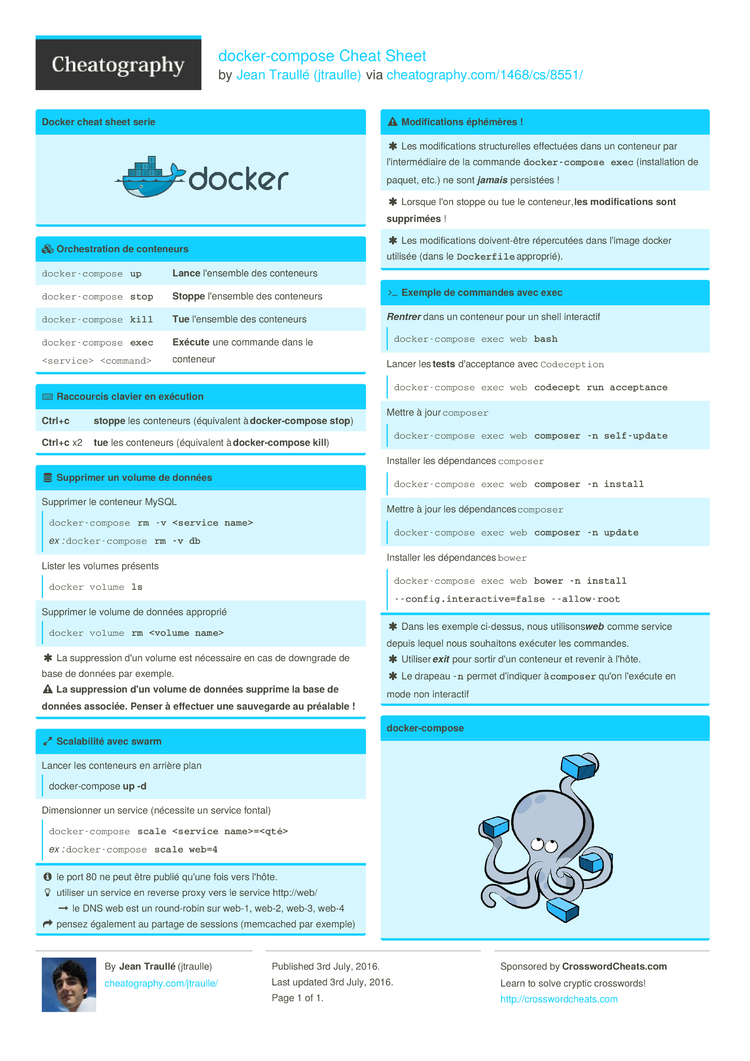 Cheatography
docker-compose Cheat Sheet
by Jean Traullé (jtraulle) via cheatography.com/1468/cs/8551/
Docker cheat sheet serie
docker
Orchestration de conteneurs
docker-compose up Lance l'ensemble des conteneurs
docker-compose stop Stoppe l'ensemble des conteneurs
docker-compose kill Tue l'ensemble des conteneurs
docker-compose exec Exécute une commande dans le
<service> <command> conteneur
Raccourcis clavier en exécution
Ctrl+c stoppe les conteneurs (équivalent à docker-compose stop)
Ctrl+c x2 tue les conteneurs (équivalent à docker-compose kill)
Supprimer un volume de données
Supprimer le conteneur MySQL
docker-compose rm -v <service name>
ex : docker-compose rm -v db
Lister les volumes présents
docker volume ls
Supprimer le volume de données approprié
docker volume rm <volume name>
✱ La suppression d'un volume est nécessaire en cas de downgrade de
base de données par exemple.
La suppression d'un volume de données supprime la base de
données associée. Penser à effectuer une sauvegarde au préalable !
Scalabilité avec swarm
Lancer les conteneurs en arrière plan
docker-compose up -d
Dimensionner un service (nécessite un service fontal)
docker-compose scale <service name>=<qté>
ex : docker-compose scale web=4
le port 80 ne peut être publié qu'une fois vers l'hôte.
utiliser un service en reverse proxy vers le service http://web/
→ le DNS web est un round-robin sur web-1, web-2, web-3, web-4
pensez également au partage de sessions (memcached par exemple)
Modifications éphémères !
✱ Les modifications structurelles effectuées dans un conteneur par
l'intermédiaire de la commande docker-compose exec (installation de
paquet, etc.) ne sont jamais persistées !
✱ Lorsque l'on stoppe ou tue le conteneur, les modifications sont
supprimées !
✱ Les modifications doivent-être répercutées dans l'image docker
utilisée (dans le Dockerfile approprié).
Exemple de commandes avec exec
Rentrer dans un conteneur pour un shell interactif
docker-compose exec web bash
Lancer les tests d'acceptance avec Codeception
docker-compose exec web codecept run acceptance
Mettre à jour composer
docker-compose exec web composer -n self-update
Installer les dépendances composer
docker-compose exec web composer -n install
Mettre à jour les dépendances composer
docker-compose exec web composer -n update
Installer les dépendances bower
docker-compose exec web bower -n install
--config.interactive=false --allow-root
✱ Dans les exemple ci-dessus, nous utilisons web comme service
depuis lequel nous souhaitons exécuter les commandes.
✱ Utiliser exit pour sortir d'un conteneur et revenir à l'hôte.
✱ Le drapeau -n permet d'indiquer à composer qu'on l'exécute en
mode non interactif
docker-compose
By Jean Traullé (jtraulle)
cheatography.com/jtraulle/
Published 3rd July, 2016.
Last updated 3rd July, 2016.
Page 1 of 1.
Sponsored by CrosswordCheats.com
Learn to solve cryptic crosswords!
http://crosswordcheats.com